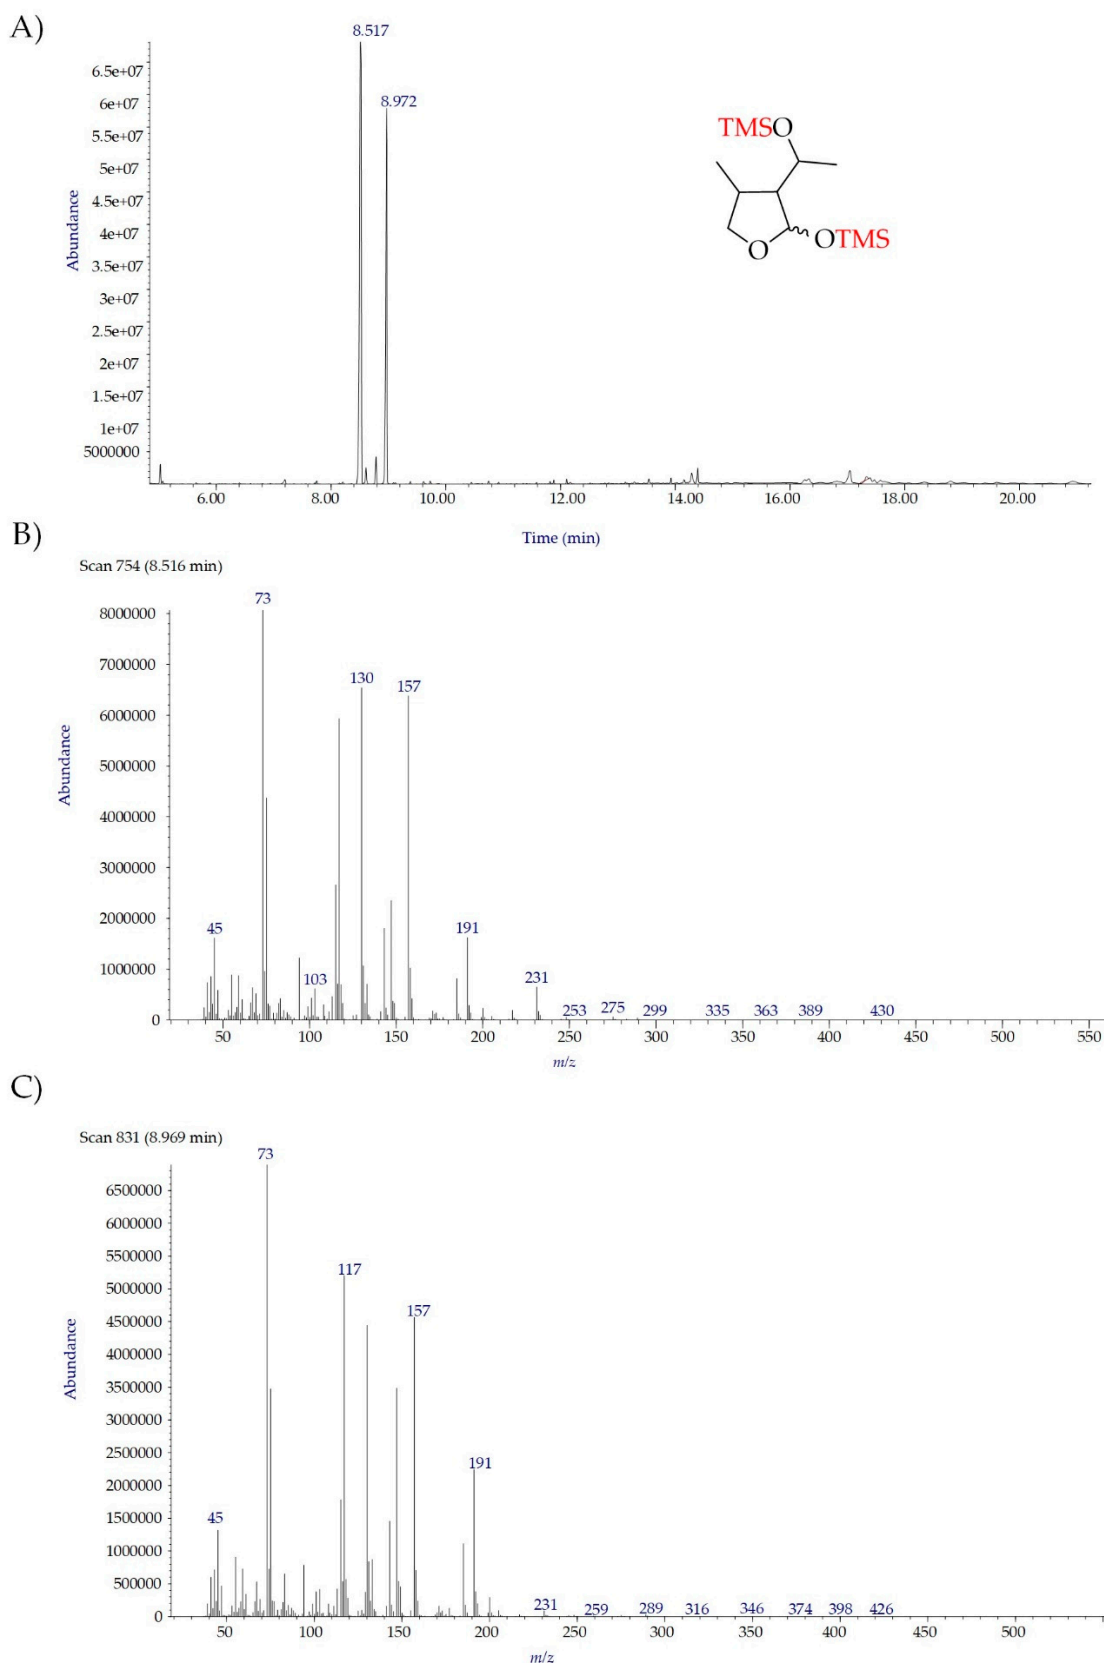 A)
8.517
8.972
6.5e+07
6e+07
5.5e+07
5e+07
4.5e+07
4e+07
3.5e+07
3e+07
2.5e+07
2e+07
1.5e+07
1e+07
5000000
Abundance
TMSO
O
OTMS
6.00 8.00 10.00 12.00 14.00 16.00 18.00 20.00
Time (min)
B)
Scan 754 (8.516 min)
8000000
7000000
6000000
5000000
4000000
3000000
2000000
1000000
0
Abundance
73
130
157
45
103
191
231
253 275 299 335 363 389 430
50 100 150 200 250 300 350 400 450 500 550
m/z
C)
Scan 831 (8.969 min)
6500000
6000000
5500000
5000000
4500000
4000000
3500000
3000000
2500000
2000000
1500000
1000000
500000
0
Abundance
73
117
157
191
45
231 259 289 316 346 374 398 426
50 100 150 200 250 300 350 400 450 500
m/z